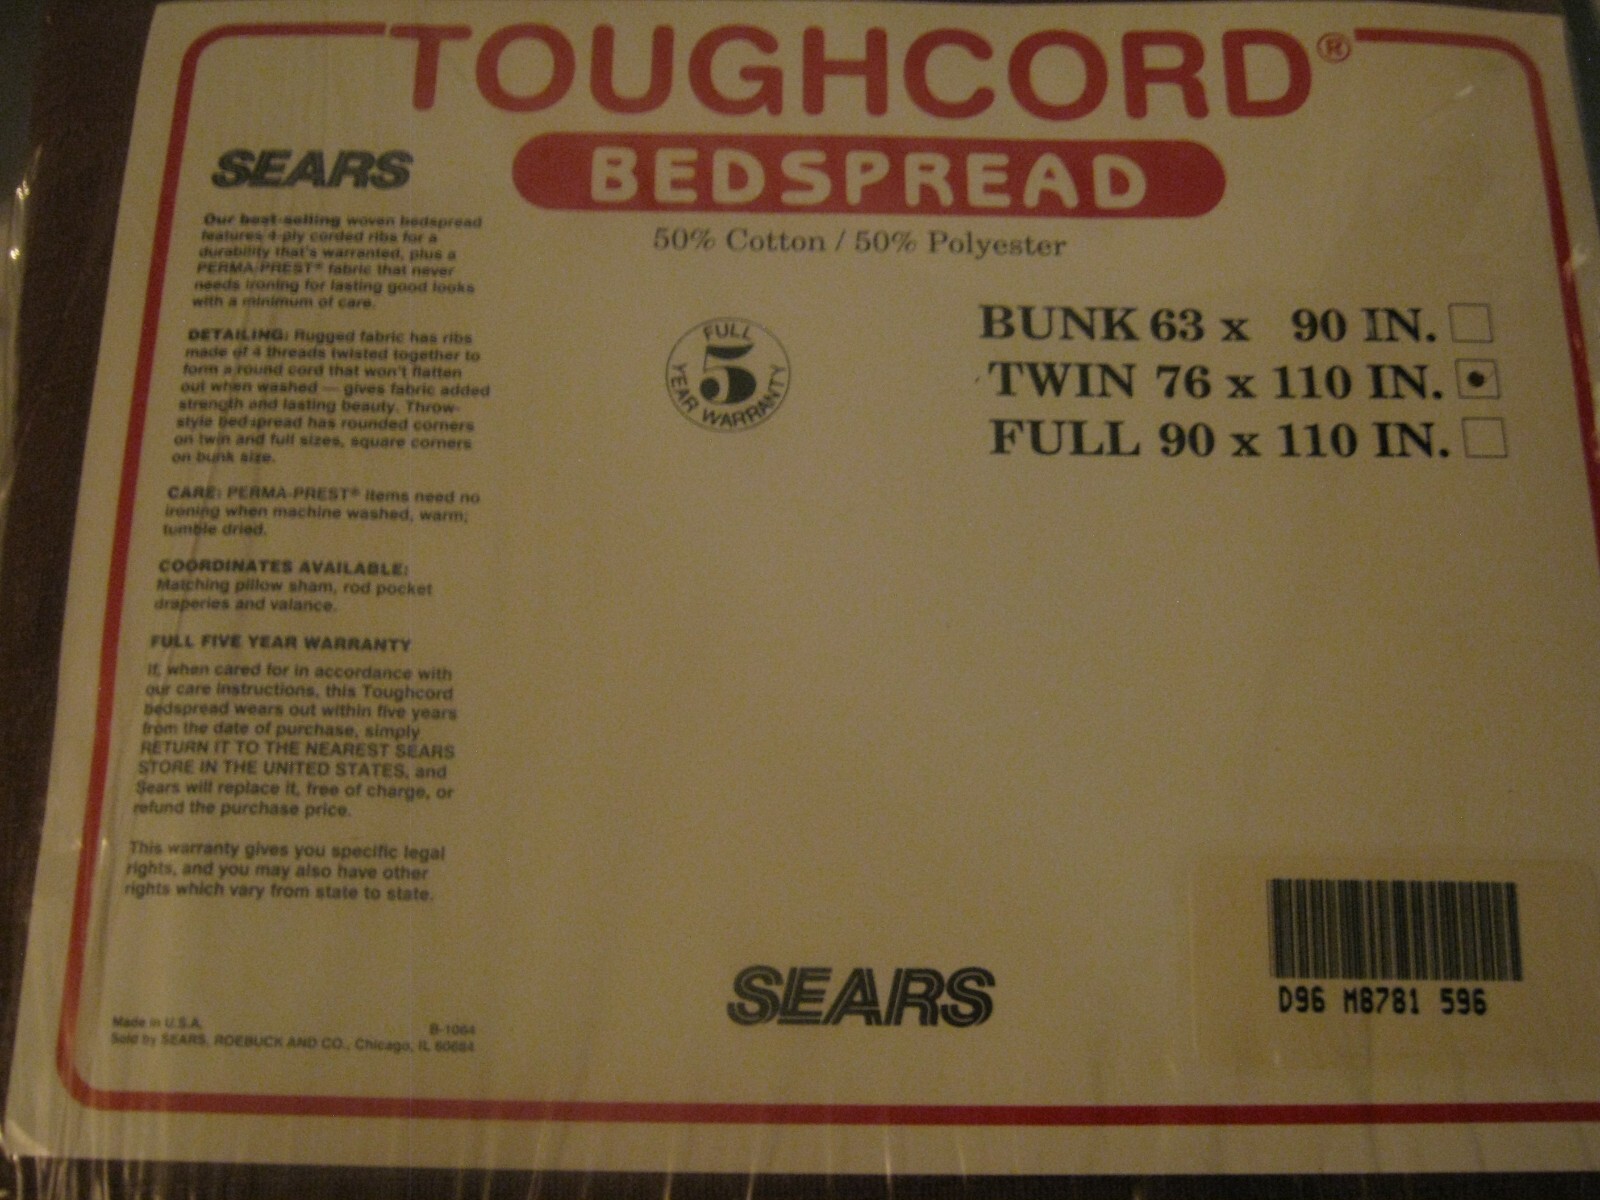 TOUGHCORD®
BEDSPREAD
50% Cotton / 50% Polyester
SEARS
Our best-selling woven bedspread
features 4-ply corded ribs for a
durability that's warranted, plus a
PERMA-PREST® fabric that never
needs ironing for lasting good looks
with a minimum of care.
DETAILING: Rugged fabric has ribs
made of 4 threads twisted together to
form a round cord that won't flatten
out when washed — gives fabric added
strength and lasting beauty. Throw-
style bedspread has rounded corners
on twin and full sizes, square corners
on bunk size.
CARE: PERMA-PREST® items need no
ironing when machine washed, warm;
tumble dried.
COORDINATES AVAILABLE:
Matching pillow sham, rod pocket
draperies and valance.
FULL FIVE YEAR WARRANTY
If, when cared for in accordance with
our care instructions, this Toughcord
bedspread wears out within five years
from the date of purchase, simply
RETURN IT TO THE NEAREST SEARS
STORE IN THE UNITED STATES, and
Sears will replace it, free of charge, or
refund the purchase price.
This warranty gives you specific legal
rights, and you may also have other
rights which vary from state to state.
Made in U.S.A.
B-1064
Sold by SEARS, ROEBUCK AND CO., Chicago, IL 60684
FULL
5
YEAR WARRANTY
BUNK 63 x 90 IN.
TWIN 76 x 110 IN.
FULL 90 x 110 IN.
SEARS
D96 M8781 596